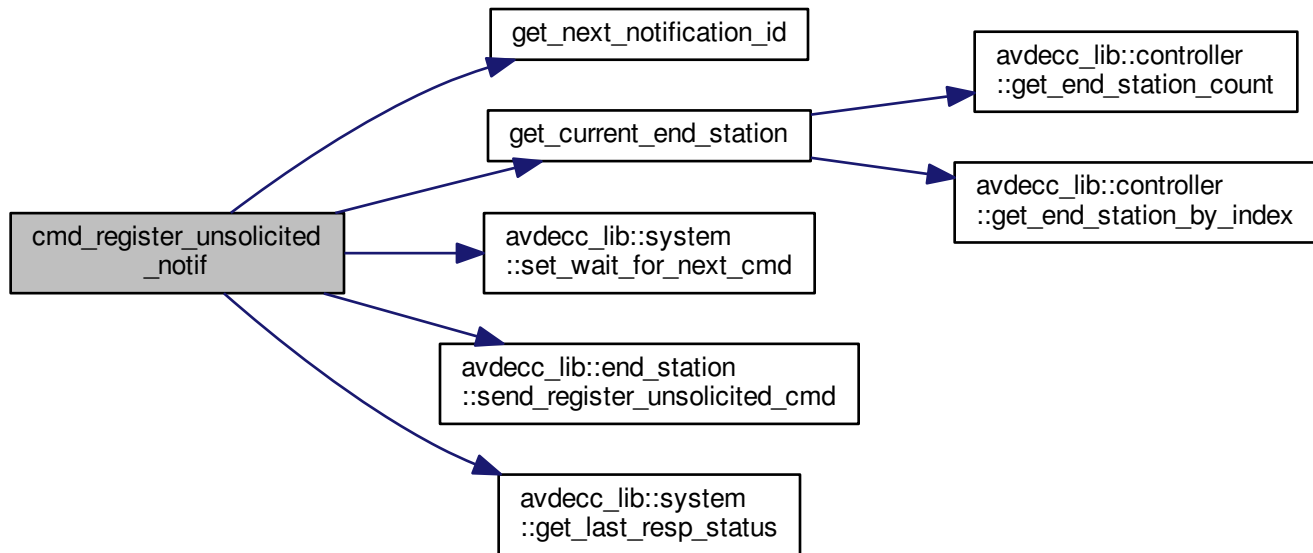 cmd_register_unsolicited
_notif
get_next_notification_id
get_current_end_station
avdecc_lib::controller
::get_end_station_count
avdecc_lib::controller
::get_end_station_by_index
avdecc_lib::system
::set_wait_for_next_cmd
avdecc_lib::end_station
::send_register_unsolicited_cmd
avdecc_lib::system
::get_last_resp_status